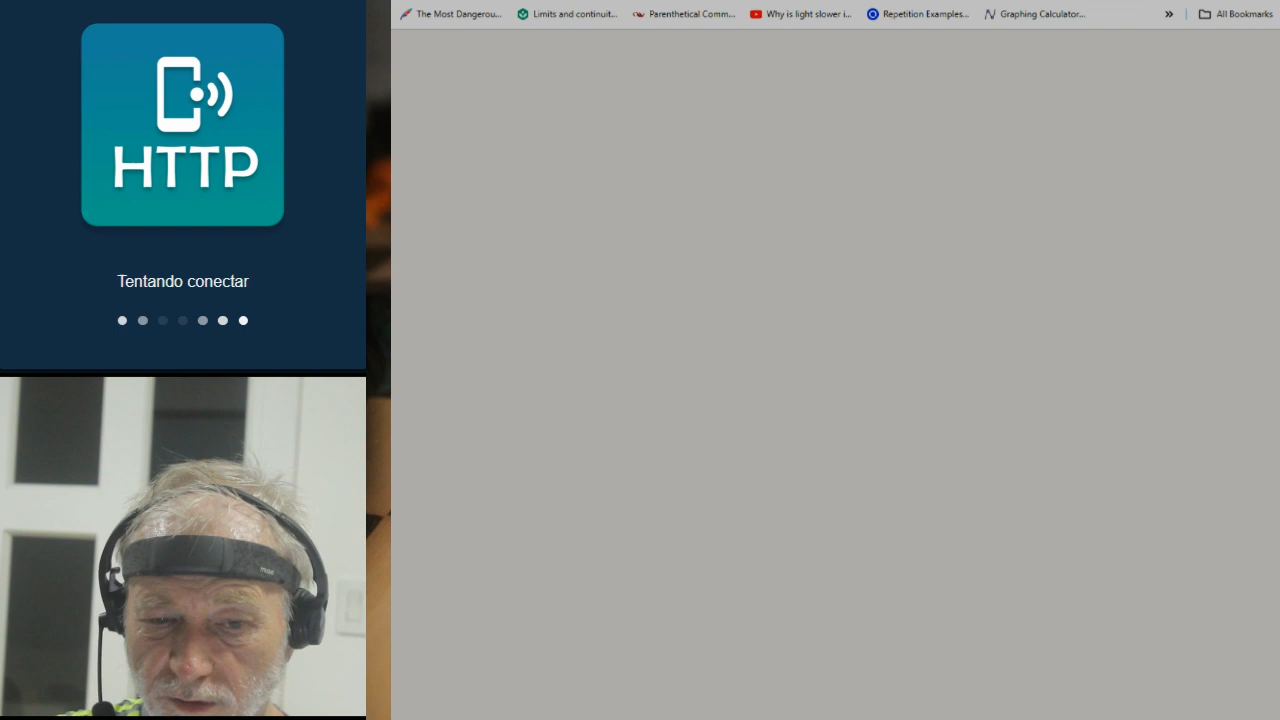 HTTP
Tentando conectar
The Most Dangerou...
Limits and continuit...
Parenthetical Comm...
Why is light slower i...
Repetition Examples...
Graphing Calculator...
»
All Bookmarks